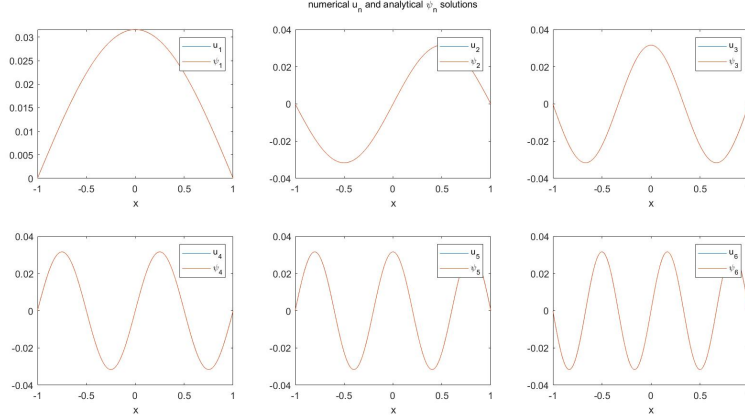 numerical u_n and analytical ψ_n solutions
0.03
0.025
0.02
0.015
0.01
0.005
0
-1 -0.5 0 0.5 1
x
u_1
ψ_1
0.04
0.02
0
-0.02
-0.04
-1 -0.5 0 0.5 1
x
u_2
ψ_2
0.04
0.02
0
-0.02
-0.04
-1 -0.5 0 0.5
x
u_3
ψ_3
0.04
0.02
0
-0.02
-0.04
-1 -0.5 0 0.5 1
x
u_4
ψ_4
0.04
0.02
0
-0.02
-0.04
-1 -0.5 0 0.5 1
x
u_5
ψ_5
0.04
0.02
0
-0.02
-0.04
-1 -0.5 0 0.5
x
u_6
ψ_6